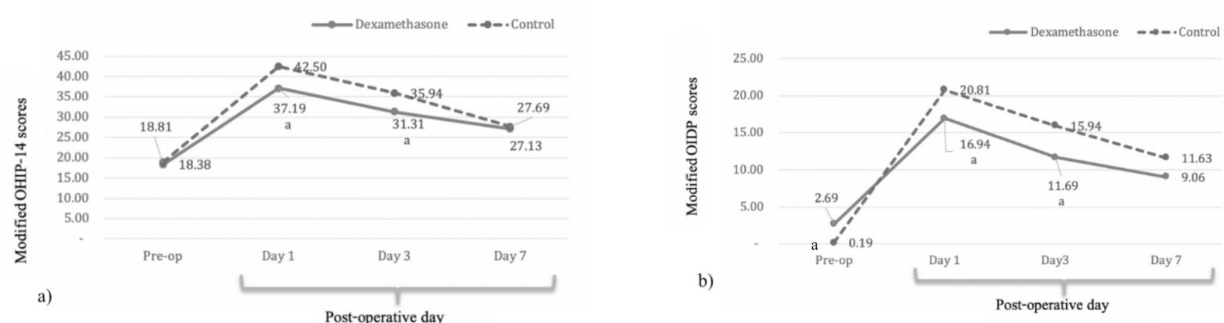 Dexamethasone Control
45.00
40.00
35.00
30.00
25.00
20.00
15.00
10.00
5.00
-
Modified OHIP-14 scores
42.50
35.94
27.69
18.81
37.19
a
31.31
a
27.13
18.38
Pre-op Day 1 Day 3 Day 7
Post-operative day
a)
Dexamethasone Control
25.00
20.00
15.00
10.00
5.00
-
Modified OIDP scores
20.81
15.94
11.63
16.94
a
11.69
a
9.06
2.69
a 0.19
Pre-op Day 1 Day3 Day 7
Post-operative day
b)